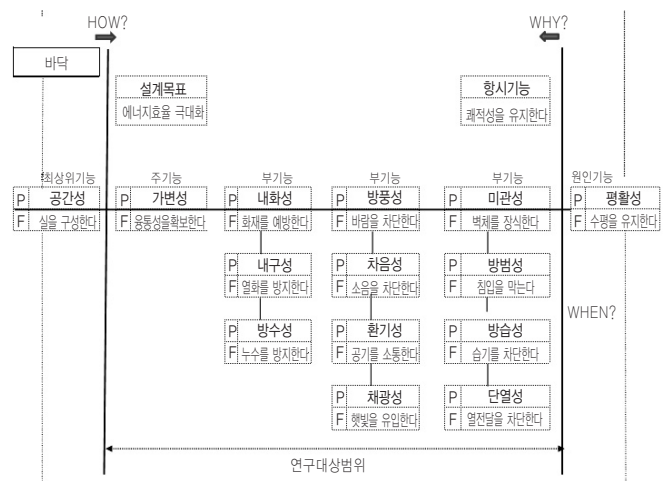 HOW?
WHY?
바닥
설계목표
에너지효율 극대화
항시기능
쾌적성을 유지한다
최상위기능
주기능
부기능
부기능
부기능
원인기능
P 공간성
F 실을 구성한다
P 가변성
F 융통성을확보한다
P 내화성
F 화재를 예방한다
P 방풍성
F 바람을 차단한다
P 미관성
F 벽체를 장식한다
P 평활성
F 수평을 유지한다
P 내구성
F 열화를 방지한다
P 차음성
F 소음을 차단한다
P 방범성
F 침입을 막는다
WHEN?
P 방수성
F 누수를 방지한다
P 환기성
F 공기를 소통한다
P 방습성
F 습기를 차단한다
P 채광성
F 햇빛을 유입한다
P 단열성
F 열전달을 차단한다
연구대상범위